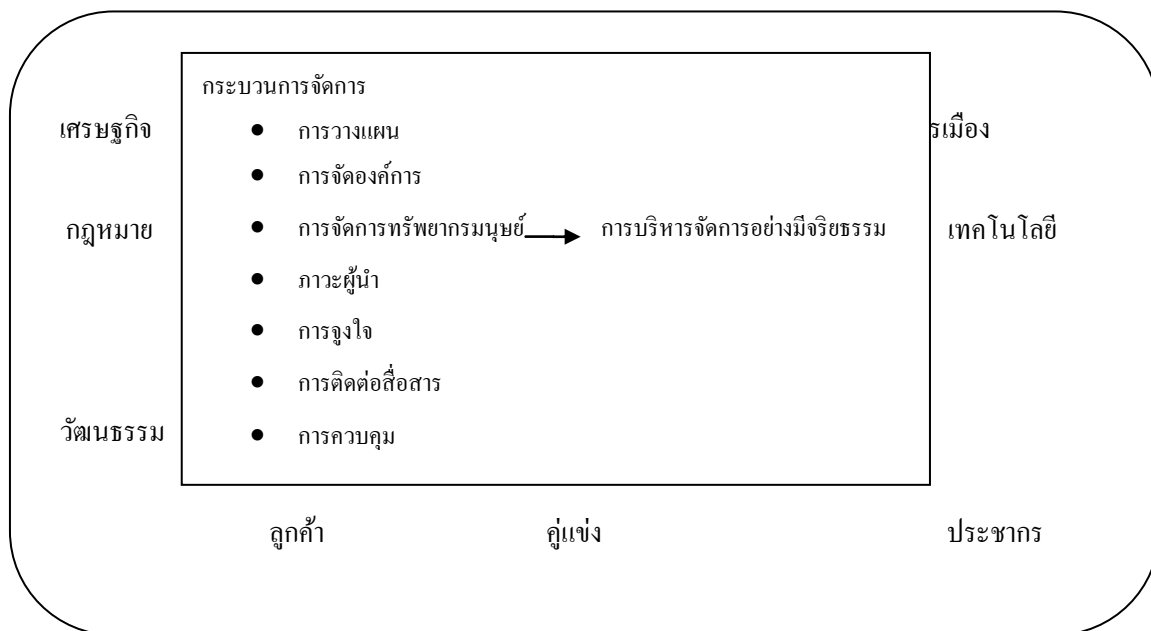 กระบวนการจัดการ
เศรษฐกิจ ● การวางแผน รเมือง
● การจัดองค์การ
กฎหมาย ● การจัดการทรัพยากรมนุษย์ การบริหารจัดการอย่างมีจริยธรรม เทคโนโลยี
● ภาวะผู้นำ
● การจูงใจ
● การติดต่อสื่อสาร
วัฒนธรรม ● การควบคุม
ลูกค้า คู่แข่ง ประชากร